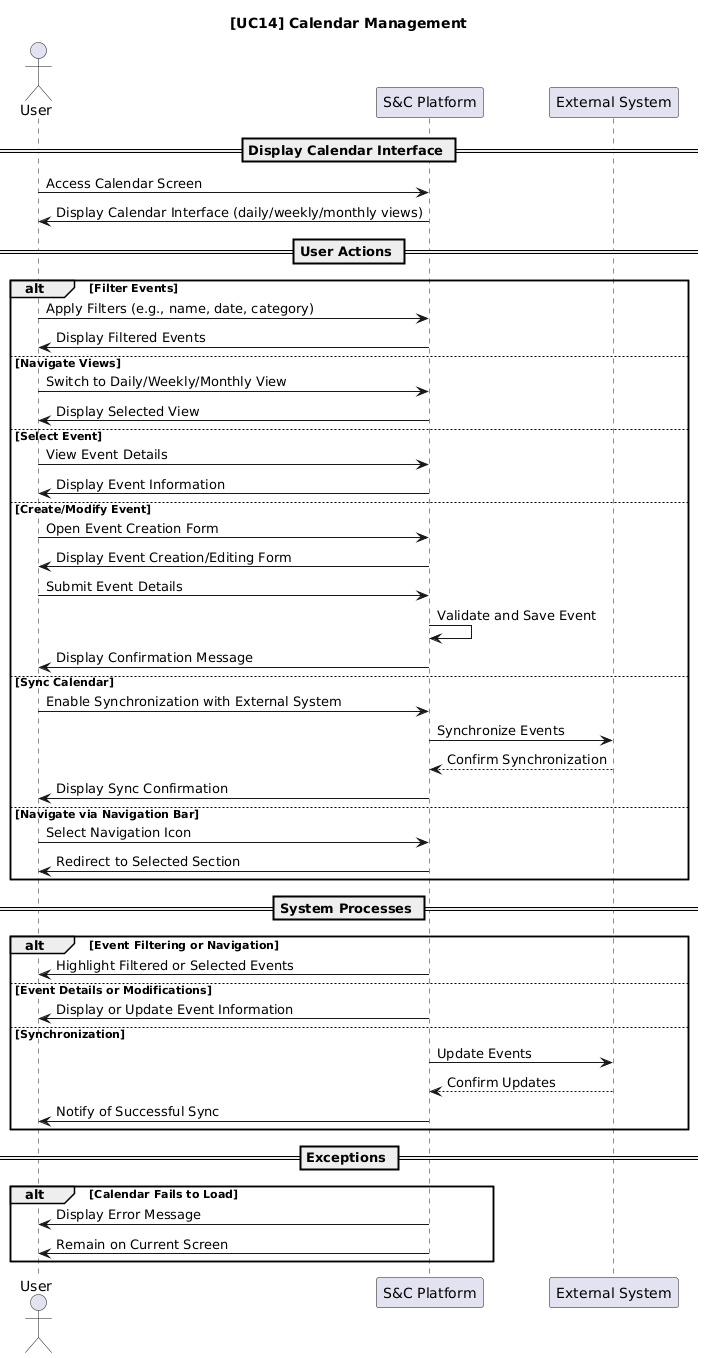 [UC14] Calendar Management
User
S&C Platform
External System
Display Calendar Interface
Access Calendar Screen
Display Calendar Interface (daily/weekly/monthly views)
User Actions
alt
[Filter Events]
Apply Filters (e.g., name, date, category)
Display Filtered Events
[Navigate Views]
Switch to Daily/Weekly/Monthly View
Display Selected View
[Select Event]
View Event Details
Display Event Information
[Create/Modify Event]
Open Event Creation Form
Display Event Creation/Editing Form
Submit Event Details
Validate and Save Event
Display Confirmation Message
[Sync Calendar]
Enable Synchronization with External System
Synchronize Events
Confirm Synchronization
Display Sync Confirmation
[Navigate via Navigation Bar]
Select Navigation Icon
Redirect to Selected Section
System Processes
alt
[Event Filtering or Navigation]
Highlight Filtered or Selected Events
[Event Details or Modifications]
Display or Update Event Information
[Synchronization]
Update Events
Confirm Updates
Notify of Successful Sync
Exceptions
alt
[Calendar Fails to Load]
Display Error Message
Remain on Current Screen
User
S&C Platform
External System